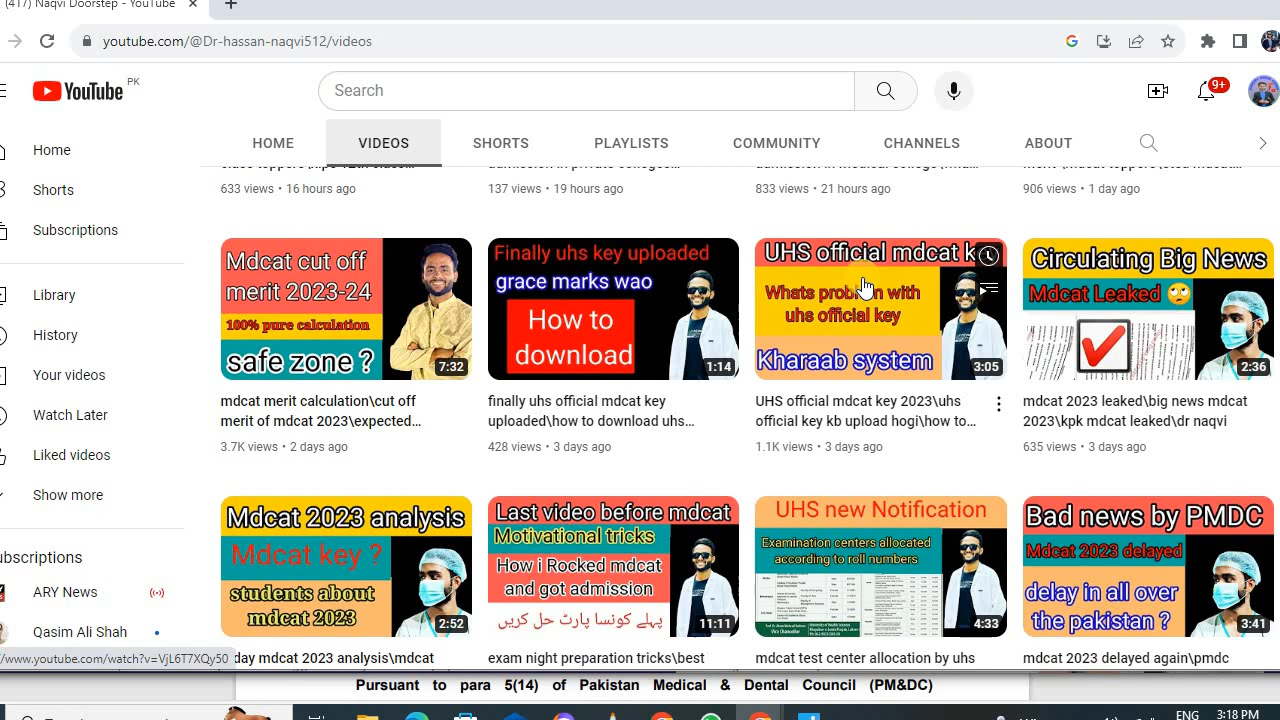 (417) Naqvi Doorstep - YouTube
youtube.com/@Dr-hassan-naqvi512/videos
YouTube PK
Search
9+
HOME VIDEOS SHORTS PLAYLISTS COMMUNITY CHANNELS ABOUT
Home
Shorts
Subscriptions
Library
History
Your videos
Watch Later
Liked videos
Show more
ARY News
633 views • 16 hours ago
137 views • 19 hours ago
833 views • 21 hours ago
906 views • 1 day ago
Mdcat cut off
merit 2023-24
100% pure calculation
safe zone ?
7:32
mdcat merit calculation\cut off
merit of mdcat 2023\expected...
3.7K views • 2 days ago
Finally uhs key uploaded
grace marks wao
How to
download
1:14
finally uhs official mdcat key
uploaded\how to download uhs...
428 views • 3 days ago
UHS official mdcat k
Whats problem with
uhs official key
Kharaab system
3:05
UHS official mdcat key 2023\uhs
official key kb upload hogi\how to...
1.1K views • 3 days ago
Circulating Big News
Mdcat Leaked
2:36
mdcat 2023 leaked\big news mdcat
2023\kpk mdcat leaked\dr naqvi
635 views • 3 days ago
Mdcat 2023 analysis
Mdcat key ?
students about
mdcat 2023
2:52
day mdcat 2023 analysis\mdcat
Last video before mdcat
Motivational tricks
How i Rocked mdcat
and got admission
پہلے کونسا پارٹ حل کریں
11:11
exam night preparation tricks\best
UHS new Notification
Examination centers allocated
according to roll numbers
4:33
mdcat test center allocation by uhs
Bad news by PMDC
Mdcat 2023 delayed
delay in all over
the pakistan ?
3:41
mdcat 2023 delayed again\pmdc
/www.youtube.com/watch?v=VjL6T7XQy50
Pursuant to para 5(14) of Pakistan Medical & Dental Council (PM&DC)
ENG 3:18 PM